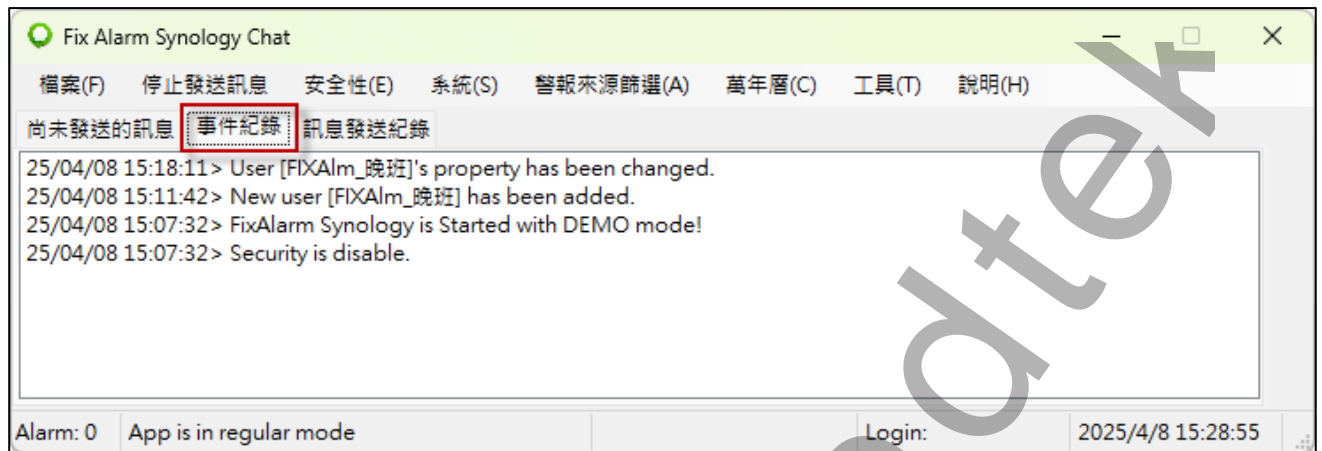 Fix Alarm Synology Chat
檔案(F) 停止發送訊息 安全性(E) 系統(S) 警報來源篩選(A) 萬年曆(C) 工具(T) 說明(H)
尚未發送的訊息 事件紀錄 訊息發送紀錄
25/04/08 15:18:11> User [FIXAlm_晚班]'s property has been changed.
25/04/08 15:11:42> New user [FIXAlm_晚班] has been added.
25/04/08 15:07:32> FixAlarm Synology is Started with DEMO mode!
25/04/08 15:07:32> Security is disable.
Alarm: 0 App is in regular mode Login: 2025/4/8 15:28:55